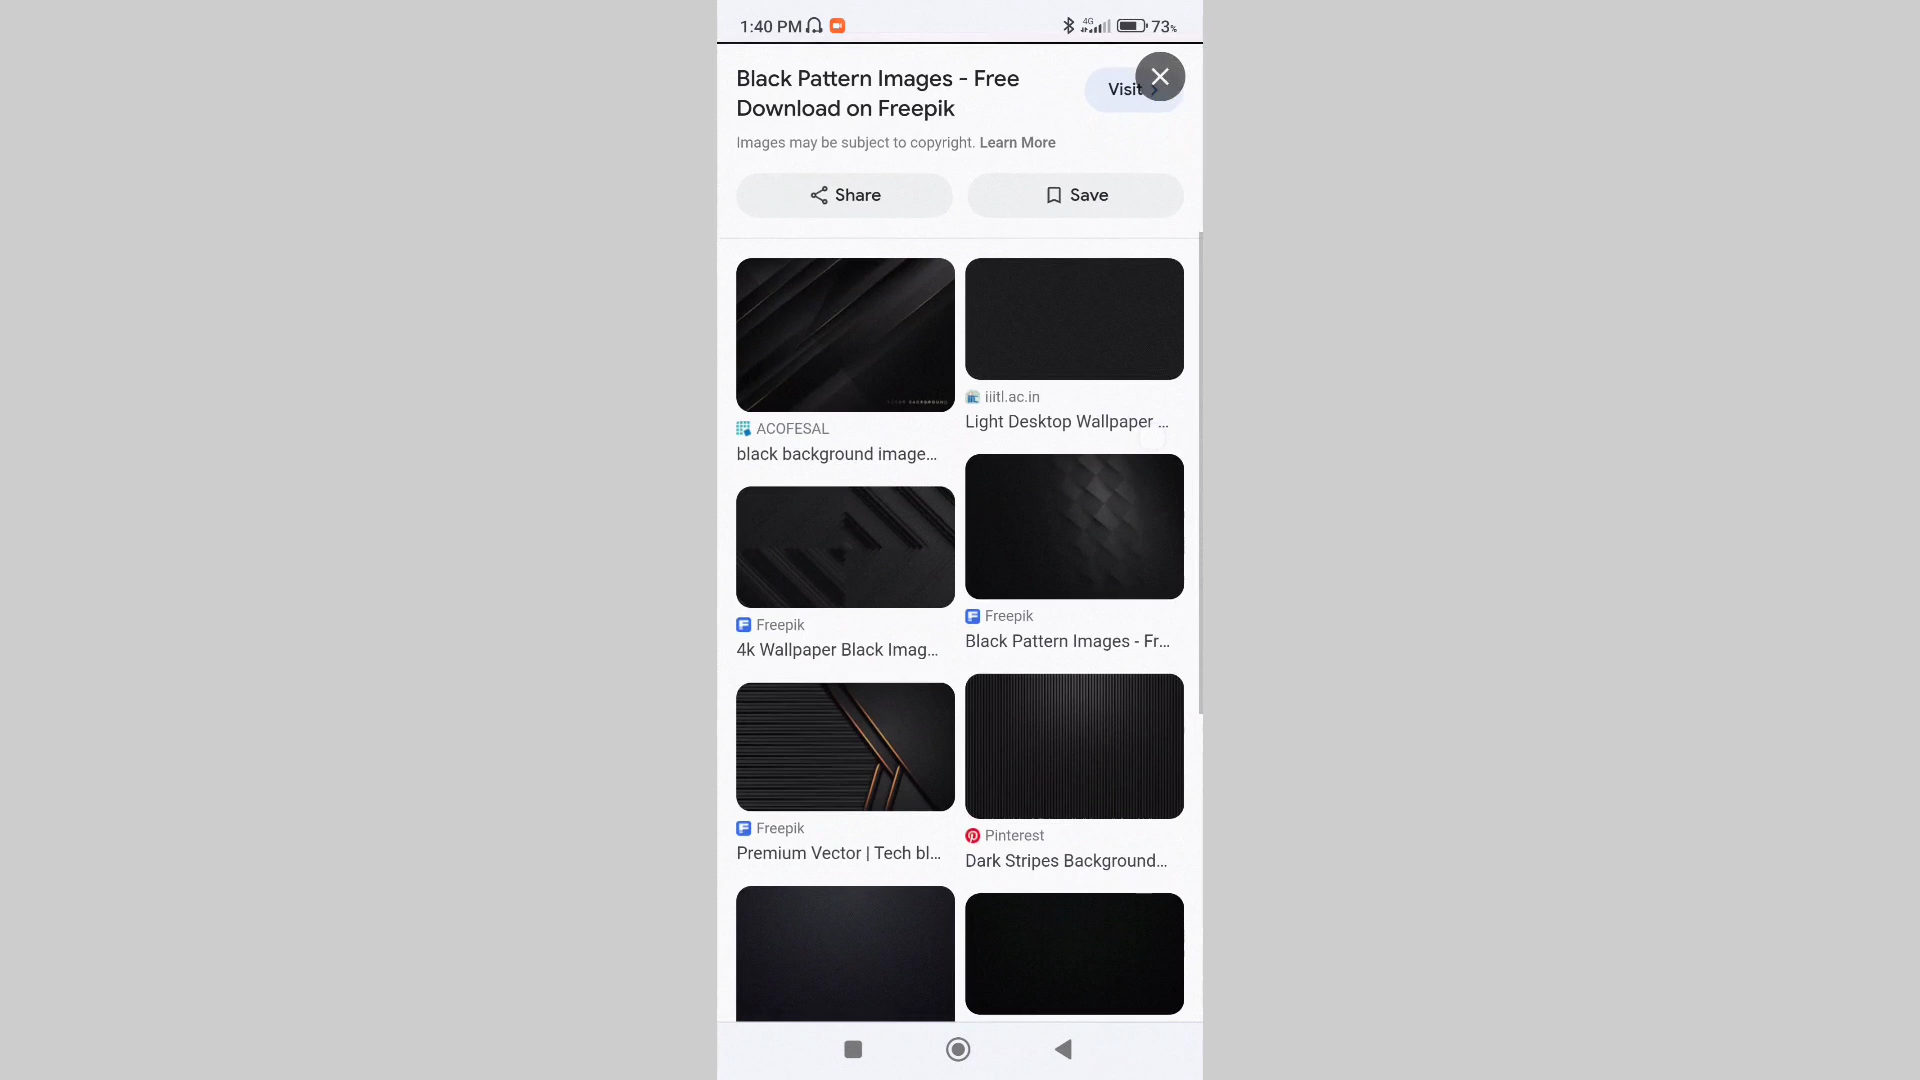 1:40 PM
4G
73%
Black Pattern Images - Free
Download on Freepik
Visit
Images may be subject to copyright. Learn More
Share
Save
ACOFESAL
black background image...
iiitl.ac.in
Light Desktop Wallpaper ...
Freepik
4k Wallpaper Black Imag...
Freepik
Black Pattern Images - Fr...
Freepik
Premium Vector | Tech bl...
Pinterest
Dark Stripes Background...